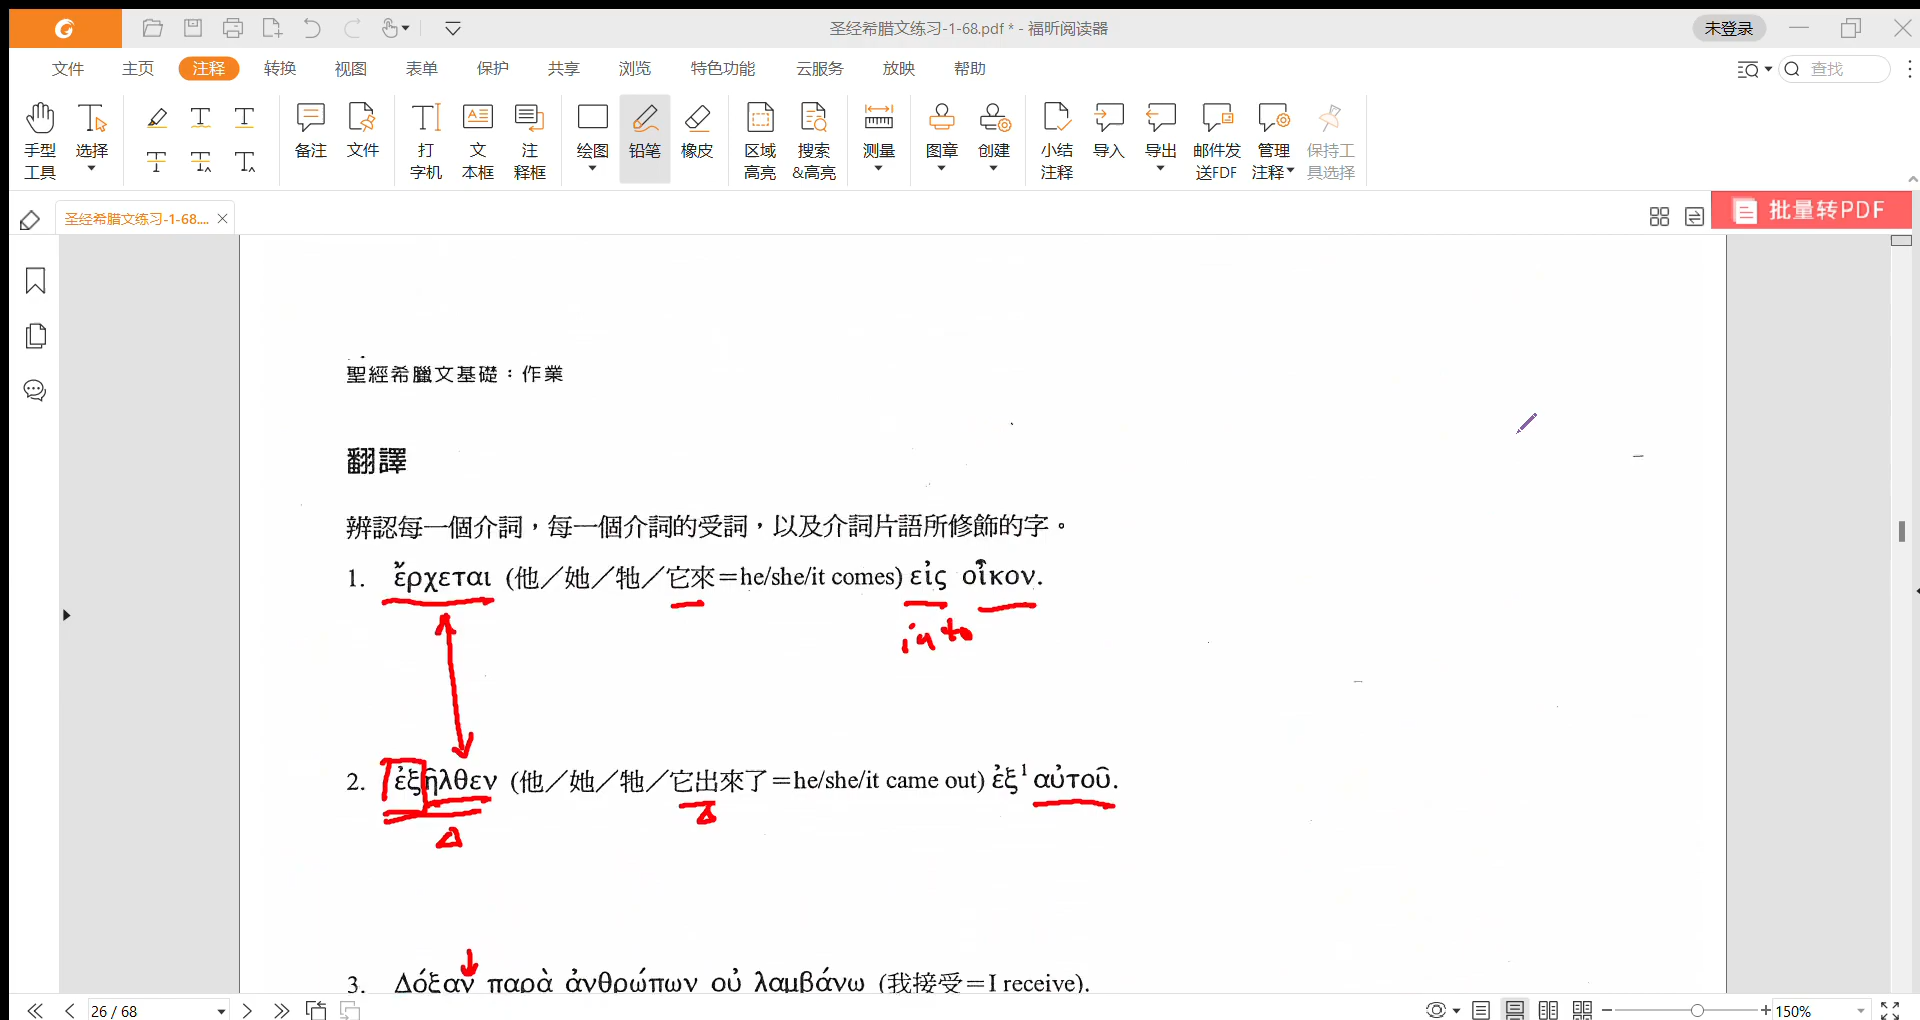 圣经希腊文练习-1-68.pdf * - 福昕阅读器
未登录
文件 主页 注释 转换 视图 表单 保护 共享 浏览 特色功能 云服务 放映 帮助
查找
手型工具 选择 备注 文件 打字机 文本框 注释框 绘图 铅笔 橡皮 区域高亮 搜索&高亮 测量 图章 创建 小结注释 导入 导出 邮件发送FDF 管理注释 保持工具选择
圣经希腊文练习-1-68....
批量转PDF
聖經希臘文基礎：作業
翻譯
辨認每一個介詞，每一個介詞的受詞，以及介詞片語所修飾的字。
1. ἔρχεται (他／她／牠／它來＝he/she/it comes) εἰς οἶκον.
into
2. ἐξῆλθεν (他／她／牠／它出來了＝he/she/it came out) ἐξ¹ αὐτοῦ.
3. Δόξαν παρὰ ἀνθρώπων οὐ λαμβάνω (我接受＝I receive).
26 / 68
150%